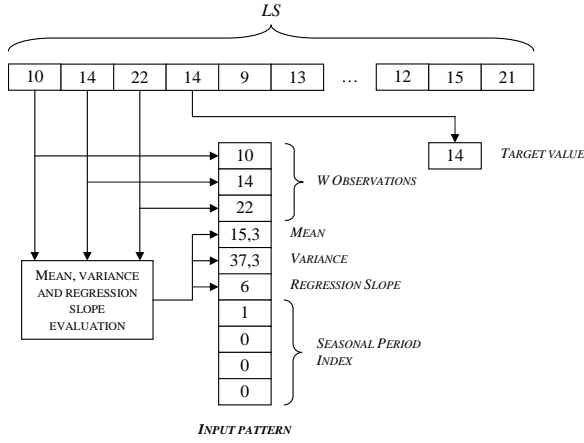 LS
10 14 22 14 9 13 … 12 15 21
14 TARGET VALUE
10
14 W OBSERVATIONS
22
15,3 MEAN
37,3 VARIANCE
6 REGRESSION SLOPE
MEAN, VARIANCE
AND REGRESSION
SLOPE
EVALUATION
1
0 SEASONAL PERIOD
INDEX
0
0
INPUT PATTERN